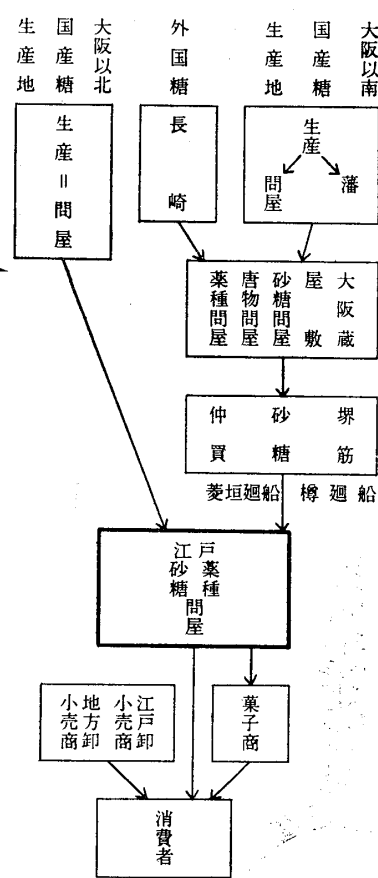 大阪以南
国産糖
生産地
外国糖
大阪以北
国産糖
生産地
生産
藩
問屋
長崎
生産＝問屋
大阪蔵
屋敷
砂糖問屋
唐物問屋
薬種問屋
堺筋
砂糖
仲買
樽廻船
菱垣廻船
江戸
砂薬
糖種
問屋
菓子商
江戸卸
小売商
地方卸
小売商
消費者